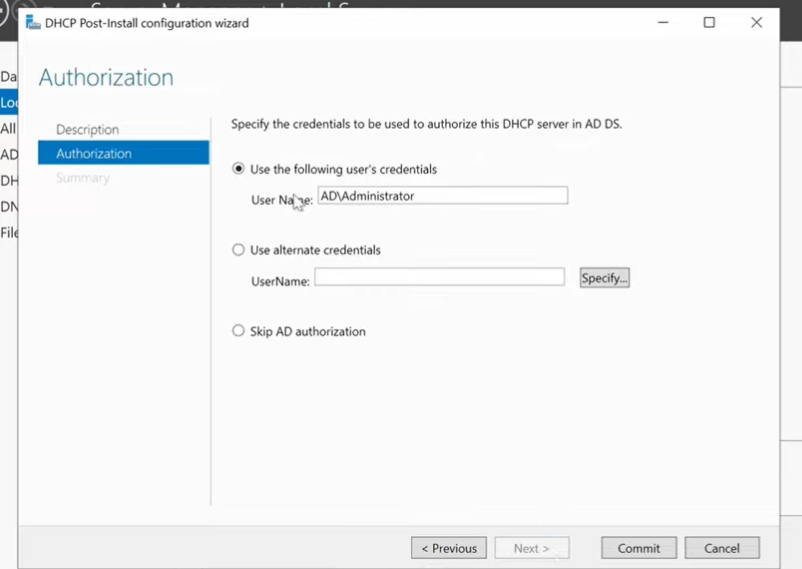 DHCP Post-Install configuration wizard
Authorization
Description
Authorization
Summary
Specify the credentials to be used to authorize this DHCP server in AD DS.
Use the following user's credentials
User Name: AD\Administrator
Use alternate credentials
UserName:
Specify...
Skip AD authorization
< Previous
Next >
Commit
Cancel
Da
All
AD
DH
DN
File